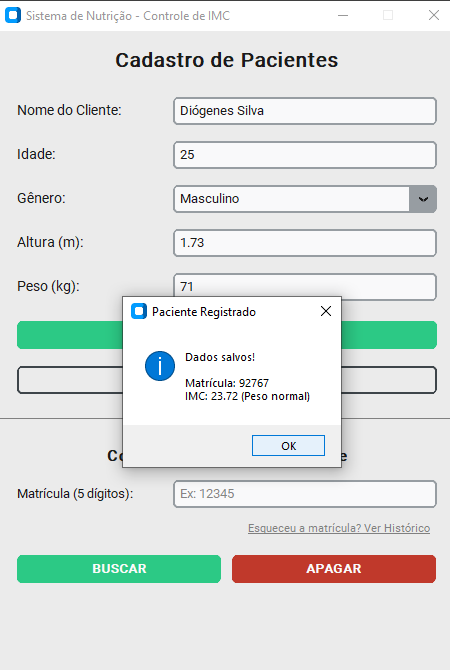 Sistema de Nutrição - Controle de IMC
Cadastro de Pacientes
Nome do Cliente: Diógenes Silva
Idade: 25
Gênero: Masculino
Altura (m): 1.73
Peso (kg): 71
Paciente Registrado
Dados salvos!
Matrícula: 92767
IMC: 23.72 (Peso normal)
OK
Matrícula (5 dígitos): Ex: 12345
Esqueceu a matrícula? Ver Histórico
BUSCAR APAGAR